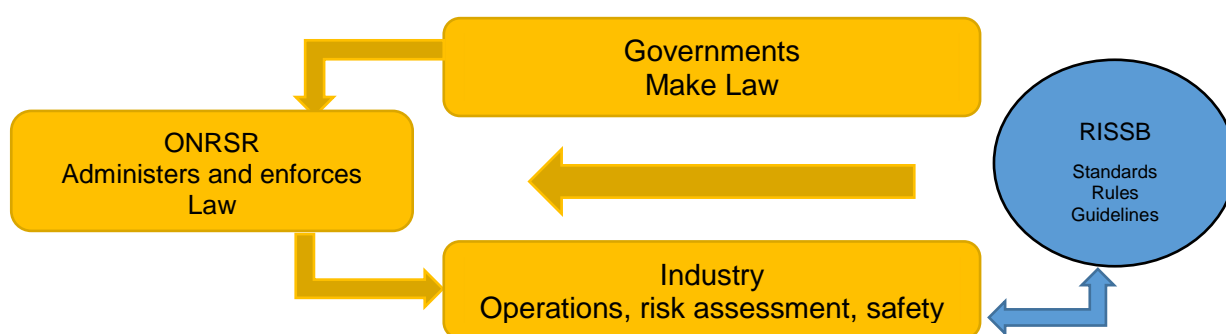 Governments
Make Law
ONRSR
Administers and enforces
Law
RISSB
Standards
Rules
Guidelines
Industry
Operations, risk assessment, safety